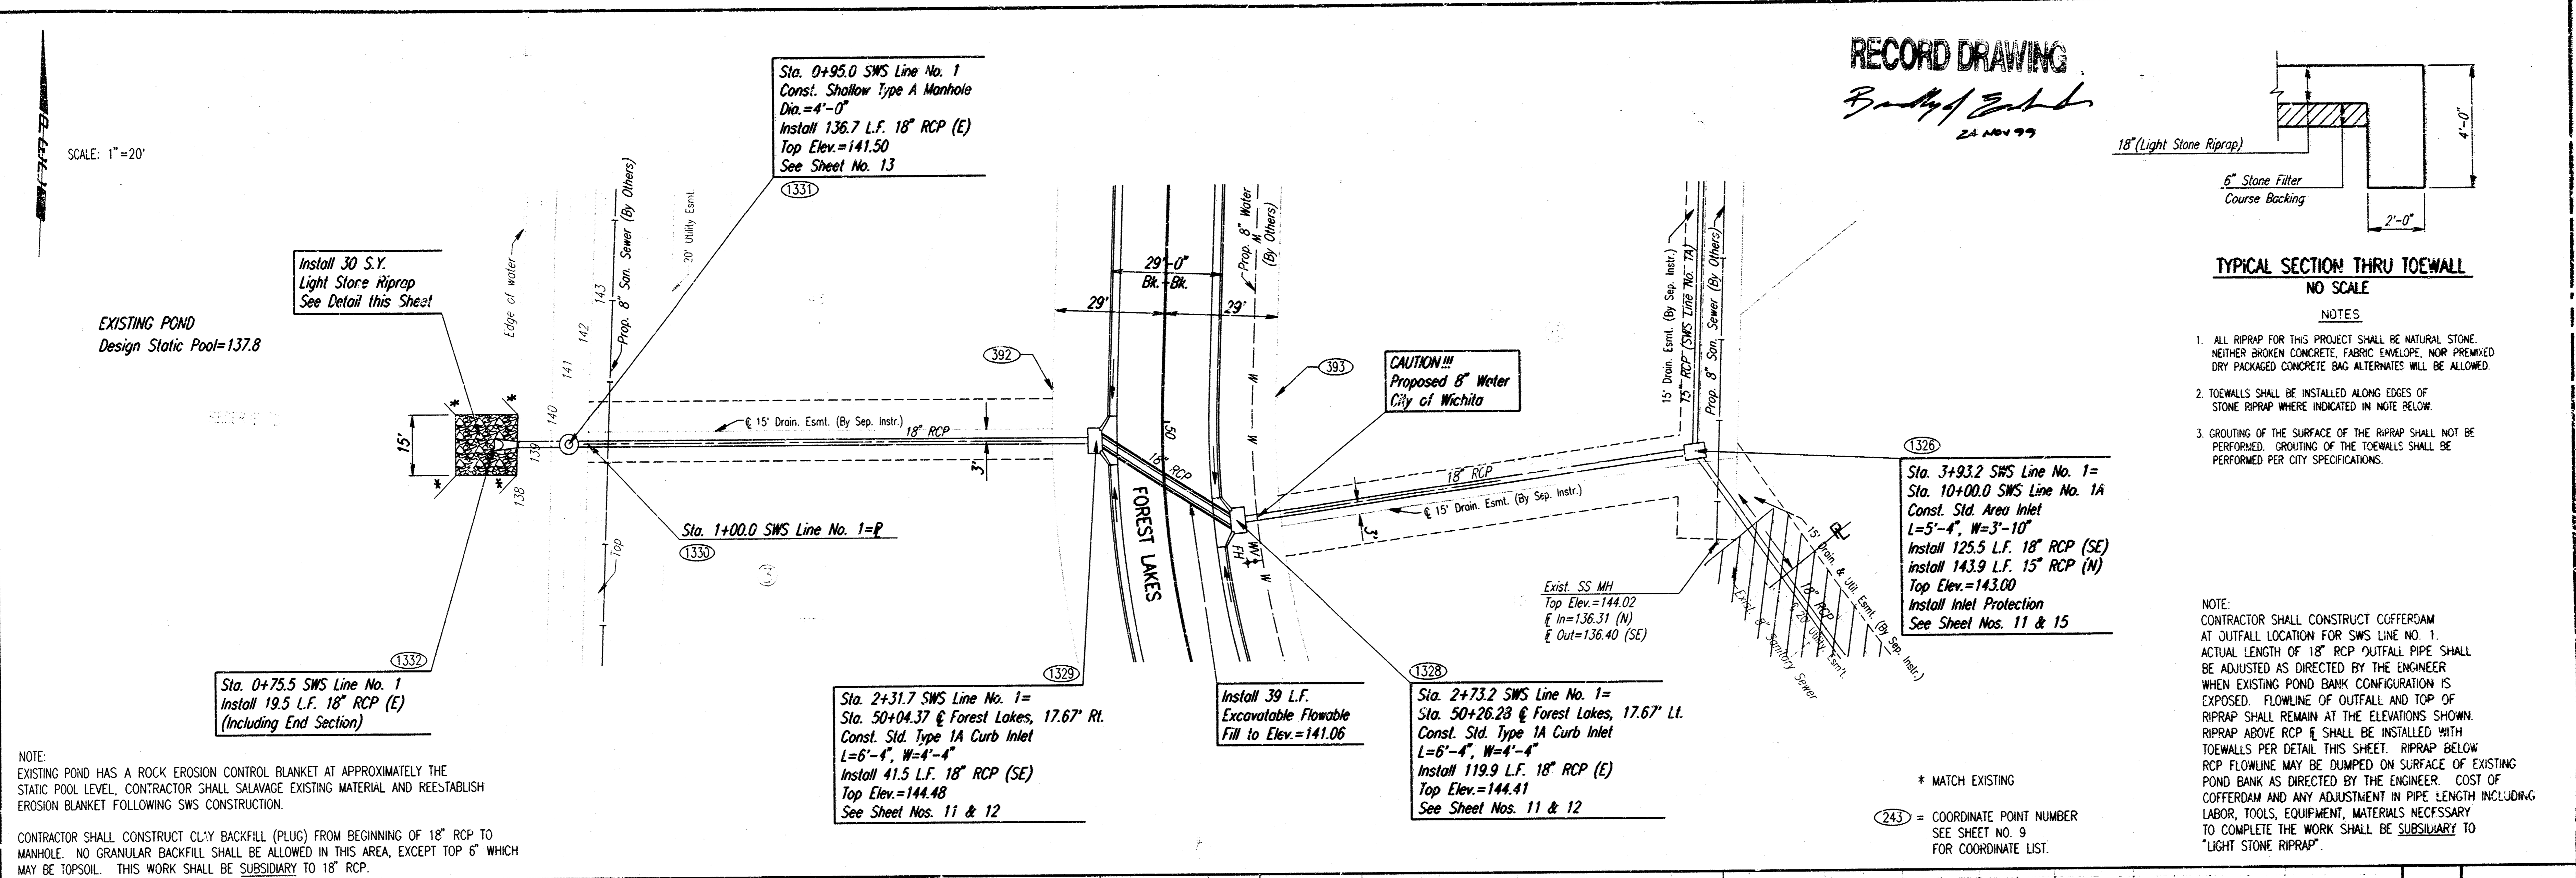 RECORD DRAWING
24 NOV 99
SCALE: 1"=20'
Sta. 0+95.0 SWS Line No. 1
Const. Shallow Type A Manhole
Dia.=4'-0"
Install 136.7 L.F. 18" RCP (E)
Top Elev.=141.50
See Sheet No. 13
1331
Install 30 S.Y.
Light Stone Riprap
See Detail this Sheet
EXISTING POND
Design Static Pool=137.8
Edge of water
138
139
140
141
142
143
Prop. 8" San. Sewer (By Others)
20' Utility Esmt.
15'
*
*
*
*
Top
℄ 15' Drain. Esmt. (By Sep. Instr.)
18" RCP
3'
Sta. 1+00.0 SWS Line No. 1=℄
1330
3
1332
Sta. 0+75.5 SWS Line No. 1
Install 19.5 L.F. 18" RCP (E)
(Including End Section)
NOTE:
EXISTING POND HAS A ROCK EROSION CONTROL BLANKET AT APPROXIMATELY THE
STATIC POOL LEVEL, CONTRACTOR SHALL SALAVAGE EXISTING MATERIAL AND REESTABLISH
EROSION BLANKET FOLLOWING SWS CONSTRUCTION.
CONTRACTOR SHALL CONSTRUCT CLAY BACKFILL (PLUG) FROM BEGINNING OF 18" RCP TO
MANHOLE. NO GRANULAR BACKFILL SHALL BE ALLOWED IN THIS AREA, EXCEPT TOP 6" WHICH
MAY BE TOPSOIL. THIS WORK SHALL BE SUBSIDIARY TO 18" RCP.
29'-0"
Bk.-Bk.
29'
29'
392
393
50
18" RCP
FOREST LAKES
Prop. 8" Water
(By Others)
W
W
W
W
W
FH
WV
CAUTION!!!
Proposed 8" Water
City of Wichita
1329
Sta. 2+31.7 SWS Line No. 1=
Sta. 50+04.37 ℄ Forest Lakes, 17.67' Rt.
Const. Std. Type 1A Curb Inlet
L=6'-4", W=4'-4"
Install 41.5 L.F. 18" RCP (SE)
Top Elev.=144.48
See Sheet Nos. 11 & 12
Install 39 L.F.
Excavatable Flowable
Fill to Elev.=141.06
1328
Sta. 2+73.2 SWS Line No. 1=
Sta. 50+26.28 ℄ Forest Lakes, 17.67' Lt.
Const. Std. Type 1A Curb Inlet
L=6'-4", W=4'-4"
Install 119.9 L.F. 18" RCP (E)
Top Elev.=144.41
See Sheet Nos. 11 & 12
18" RCP
℄ 15' Drain. Esmt. (By Sep. Instr.)
3'
15' Drain. Esmt. (By Sep. Instr.)
15" RCP (SWS Line No. 1A)
Prop. 8" San. Sewer (By Others)
Exist. SS MH
Top Elev.=144.02
℄ In=136.31 (N)
℄ Out=136.40 (SE)
Exist. 8" Sanitary Sewer
18" RCP
℄ 20' Utility Esm't.
15' Drain. & Util. Esmt. (By Sep. Instr.)
1326
Sta. 3+93.2 SWS Line No. 1=
Sta. 10+00.0 SWS Line No. 1A
Const. Std. Area Inlet
L=5'-4", W=3'-10"
Install 125.5 L.F. 18" RCP (SE)
install 143.9 L.F. 15" RCP (N)
Top Elev.=143.00
Install Inlet Protection
See Sheet Nos. 11 & 15
* MATCH EXISTING
243 = COORDINATE POINT NUMBER
SEE SHEET NO. 9
FOR COORDINATE LIST.
18"(Light Stone Riprap)
6" Stone Filter
Course Backing
4'-0"
2'-0"
TYPICAL SECTION THRU TOEWALL
NO SCALE
NOTES
1. ALL RIPRAP FOR THIS PROJECT SHALL BE NATURAL STONE.
NEITHER BROKEN CONCRETE, FABRIC ENVELOPE, NOR PREMIXED
DRY PACKAGED CONCRETE BAG ALTERNATES WILL BE ALLOWED.
2. TOEWALLS SHALL BE INSTALLED ALONG EDGES OF
STONE RIPRAP WHERE INDICATED IN NOTE BELOW.
3. GROUTING OF THE SURFACE OF THE RIPRAP SHALL NOT BE
PERFORMED. GROUTING OF THE TOEWALLS SHALL BE
PERFORMED PER CITY SPECIFICATIONS.
NOTE:
CONTRACTOR SHALL CONSTRUCT COFFERDAM
AT OUTFALL LOCATION FOR SWS LINE NO. 1.
ACTUAL LENGTH OF 18" RCP OUTFALL PIPE SHALL
BE ADJUSTED AS DIRECTED BY THE ENGINEER
WHEN EXISTING POND BANK CONFIGURATION IS
EXPOSED. FLOWLINE OF OUTFALL AND TOP OF
RIPRAP SHALL REMAIN AT THE ELEVATIONS SHOWN.
RIPRAP ABOVE RCP ℄ SHALL BE INSTALLED WITH
TOEWALLS PER DETAIL THIS SHEET. RIPRAP BELOW
RCP FLOWLINE MAY BE DUMPED ON SURFACE OF EXISTING
POND BANK AS DIRECTED BY THE ENGINEER. COST OF
COFFERDAM AND ANY ADJUSTMENT IN PIPE LENGTH INCLUDING
LABOR, TOOLS, EQUIPMENT, MATERIALS NECESSARY
TO COMPLETE THE WORK SHALL BE SUBSIDIARY TO
"LIGHT STONE RIPRAP".